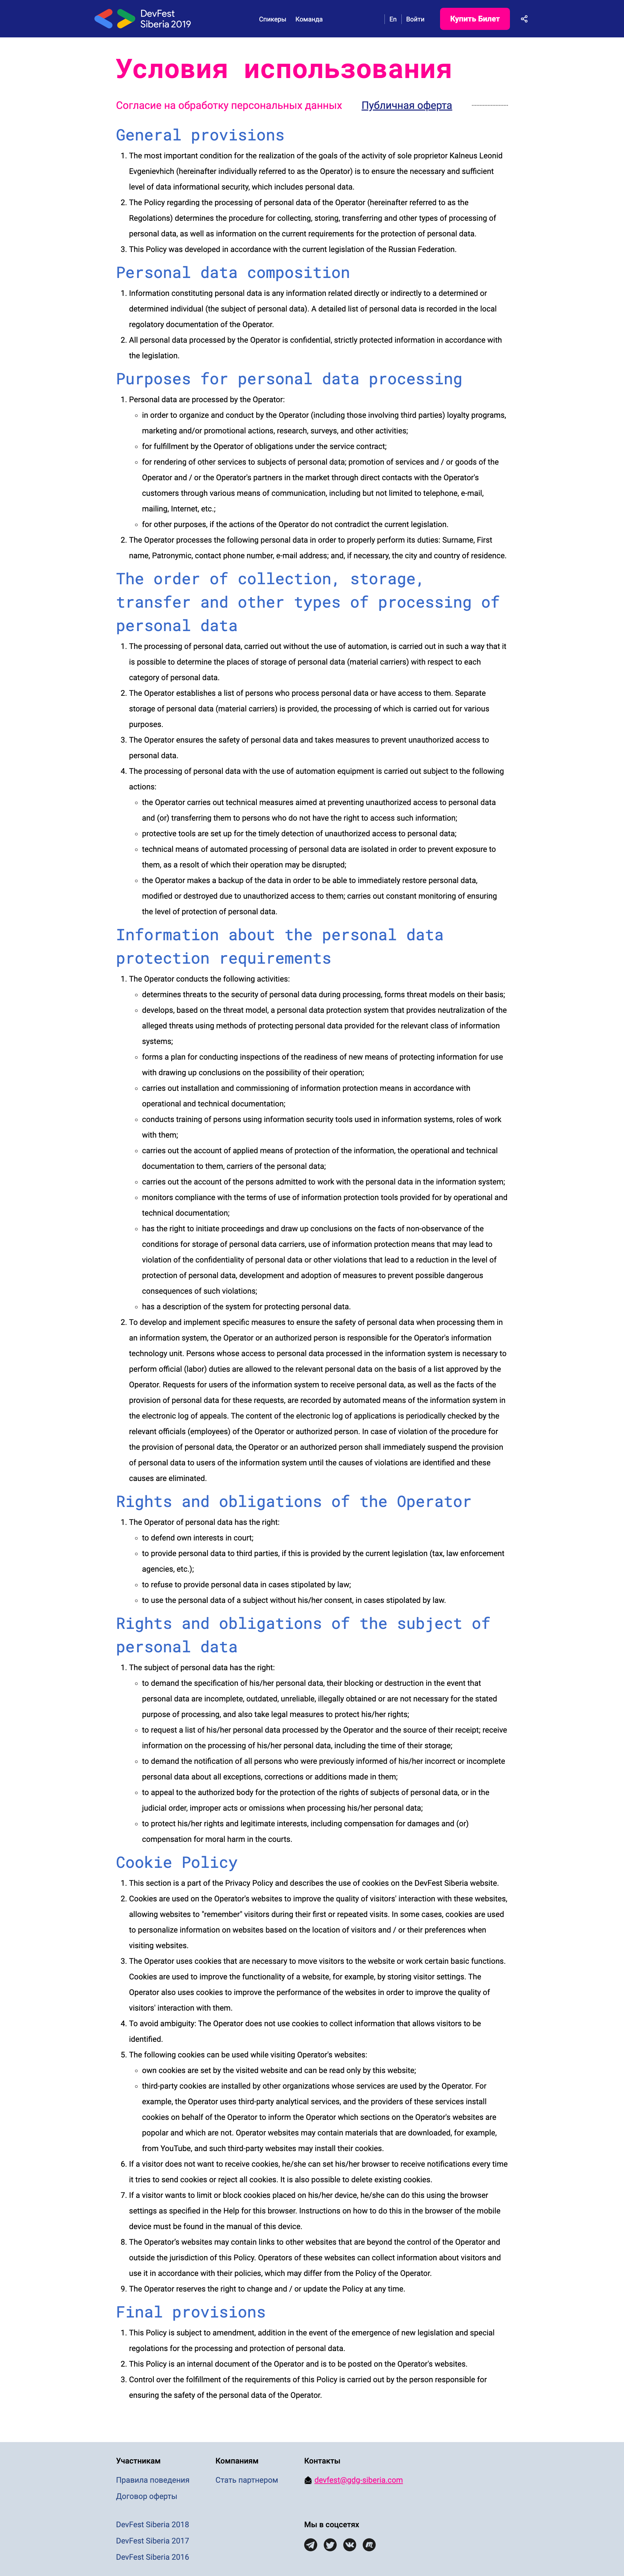 DevFest
Siberia 2019
Спикеры Команда
En Войти
Купить Билет
Условия использования
Согласие на обработку персональных данных Публичная оферта
General provisions
1. The most important condition for the realization of the goals of the activity of sole proprietor Kalneus Leonid
Evgenievhich (hereinafter individually referred to as the Operator) is to ensure the necessary and sufficient
level of data informational security, which includes personal data.
2. The Policy regarding the processing of personal data of the Operator (hereinafter referred to as the
Regolations) determines the procedure for collecting, storing, transferring and other types of processing of
personal data, as well as information on the current requirements for the protection of personal data.
3. This Policy was developed in accordance with the current legislation of the Russian Federation.
Personal data composition
1. Information constituting personal data is any information related directly or indirectly to a determined or
determined individual (the subject of personal data). A detailed list of personal data is recorded in the local
regolatory documentation of the Operator.
2. All personal data processed by the Operator is confidential, strictly protected information in accordance with
the legislation.
Purposes for personal data processing
1. Personal data are processed by the Operator:
in order to organize and conduct by the Operator (including those involving third parties) loyalty programs,
marketing and/or promotional actions, research, surveys, and other activities;
for fulfillment by the Operator of obligations under the service contract;
for rendering of other services to subjects of personal data; promotion of services and / or goods of the
Operator and / or the Operator's partners in the market through direct contacts with the Operator's
customers through various means of communication, including but not limited to telephone, e-mail,
mailing, Internet, etc.;
for other purposes, if the actions of the Operator do not contradict the current legislation.
2. The Operator processes the following personal data in order to properly perform its duties: Surname, First
name, Patronymic, contact phone number, e-mail address; and, if necessary, the city and country of residence.
The order of collection, storage,
transfer and other types of processing of
personal data
1. The processing of personal data, carried out without the use of automation, is carried out in such a way that it
is possible to determine the places of storage of personal data (material carriers) with respect to each
category of personal data.
2. The Operator establishes a list of persons who process personal data or have access to them. Separate
storage of personal data (material carriers) is provided, the processing of which is carried out for various
purposes.
3. The Operator ensures the safety of personal data and takes measures to prevent unauthorized access to
personal data.
4. The processing of personal data with the use of automation equipment is carried out subject to the following
actions:
the Operator carries out technical measures aimed at preventing unauthorized access to personal data
and (or) transferring them to persons who do not have the right to access such information;
protective tools are set up for the timely detection of unauthorized access to personal data;
technical means of automated processing of personal data are isolated in order to prevent exposure to
them, as a resolt of which their operation may be disrupted;
the Operator makes a backup of the data in order to be able to immediately restore personal data,
modified or destroyed due to unauthorized access to them; carries out constant monitoring of ensuring
the level of protection of personal data.
Information about the personal data
protection requirements
1. The Operator conducts the following activities:
determines threats to the security of personal data during processing, forms threat models on their basis;
develops, based on the threat model, a personal data protection system that provides neutralization of the
alleged threats using methods of protecting personal data provided for the relevant class of information
systems;
forms a plan for conducting inspections of the readiness of new means of protecting information for use
with drawing up conclusions on the possibility of their operation;
carries out installation and commissioning of information protection means in accordance with
operational and technical documentation;
conducts training of persons using information security tools used in information systems, roles of work
with them;
carries out the account of applied means of protection of the information, the operational and technical
documentation to them, carriers of the personal data;
carries out the account of the persons admitted to work with the personal data in the information system;
monitors compliance with the terms of use of information protection tools provided for by operational and
technical documentation;
has the right to initiate proceedings and draw up conclusions on the facts of non-observance of the
conditions for storage of personal data carriers, use of information protection means that may lead to
violation of the confidentiality of personal data or other violations that lead to a reduction in the level of
protection of personal data, development and adoption of measures to prevent possible dangerous
consequences of such violations;
has a description of the system for protecting personal data.
2. To develop and implement specific measures to ensure the safety of personal data when processing them in
an information system, the Operator or an authorized person is responsible for the Operator's information
technology unit. Persons whose access to personal data processed in the information system is necessary to
perform official (labor) duties are allowed to the relevant personal data on the basis of a list approved by the
Operator. Requests for users of the information system to receive personal data, as well as the facts of the
provision of personal data for these requests, are recorded by automated means of the information system in
the electronic log of appeals. The content of the electronic log of applications is periodically checked by the
relevant officials (employees) of the Operator or authorized person. In case of violation of the procedure for
the provision of personal data, the Operator or an authorized person shall immediately suspend the provision
of personal data to users of the information system until the causes of violations are identified and these
causes are eliminated.
Rights and obligations of the Operator
1. The Operator of personal data has the right:
to defend own interests in court;
to provide personal data to third parties, if this is provided by the current legislation (tax, law enforcement
agencies, etc.);
to refuse to provide personal data in cases stipolated by law;
to use the personal data of a subject without his/her consent, in cases stipolated by law.
Rights and obligations of the subject of
personal data
1. The subject of personal data has the right:
to demand the specification of his/her personal data, their blocking or destruction in the event that
personal data are incomplete, outdated, unreliable, illegally obtained or are not necessary for the stated
purpose of processing, and also take legal measures to protect his/her rights;
to request a list of his/her personal data processed by the Operator and the source of their receipt; receive
information on the processing of his/her personal data, including the time of their storage;
to demand the notification of all persons who were previously informed of his/her incorrect or incomplete
personal data about all exceptions, corrections or additions made in them;
to appeal to the authorized body for the protection of the rights of subjects of personal data, or in the
judicial order, improper acts or omissions when processing his/her personal data;
to protect his/her rights and legitimate interests, including compensation for damages and (or)
compensation for moral harm in the courts.
Cookie Policy
1. This section is a part of the Privacy Policy and describes the use of cookies on the DevFest Siberia website.
2. Cookies are used on the Operator's websites to improve the quality of visitors' interaction with these websites,
allowing websites to "remember" visitors during their first or repeated visits. In some cases, cookies are used
to personalize information on websites based on the location of visitors and / or their preferences when
visiting websites.
3. The Operator uses cookies that are necessary to move visitors to the website or work certain basic functions.
Cookies are used to improve the functionality of a website, for example, by storing visitor settings. The
Operator also uses cookies to improve the performance of the websites in order to improve the quality of
visitors' interaction with them.
4. To avoid ambiguity: The Operator does not use cookies to collect information that allows visitors to be
identified.
5. The following cookies can be used while visiting Operator's websites:
own cookies are set by the visited website and can be read only by this website;
third-party cookies are installed by other organizations whose services are used by the Operator. For
example, the Operator uses third-party analytical services, and the providers of these services install
cookies on behalf of the Operator to inform the Operator which sections on the Operator's websites are
popolar and which are not. Operator websites may contain materials that are downloaded, for example,
from YouTube, and such third-party websites may install their cookies.
6. If a visitor does not want to receive cookies, he/she can set his/her browser to receive notifications every time
it tries to send cookies or reject all cookies. It is also possible to delete existing cookies.
7. If a visitor wants to limit or block cookies placed on his/her device, he/she can do this using the browser
settings as specified in the Help for this browser. Instructions on how to do this in the browser of the mobile
device must be found in the manual of this device.
8. The Operator's websites may contain links to other websites that are beyond the control of the Operator and
outside the jurisdiction of this Policy. Operators of these websites can collect information about visitors and
use it in accordance with their policies, which may differ from the Policy of the Operator.
9. The Operator reserves the right to change and / or update the Policy at any time.
Final provisions
1. This Policy is subject to amendment, addition in the event of the emergence of new legislation and special
regolations for the processing and protection of personal data.
2. This Policy is an internal document of the Operator and is to be posted on the Operator's websites.
3. Control over the folfillment of the requirements of this Policy is carried out by the person responsible for
ensuring the safety of the personal data of the Operator.
Участникам Компаниям Контакты
Правила поведения Стать партнером devfest@gdg-siberia.com
Договор оферты
DevFest Siberia 2018 Мы в соцсетях
DevFest Siberia 2017
DevFest Siberia 2016